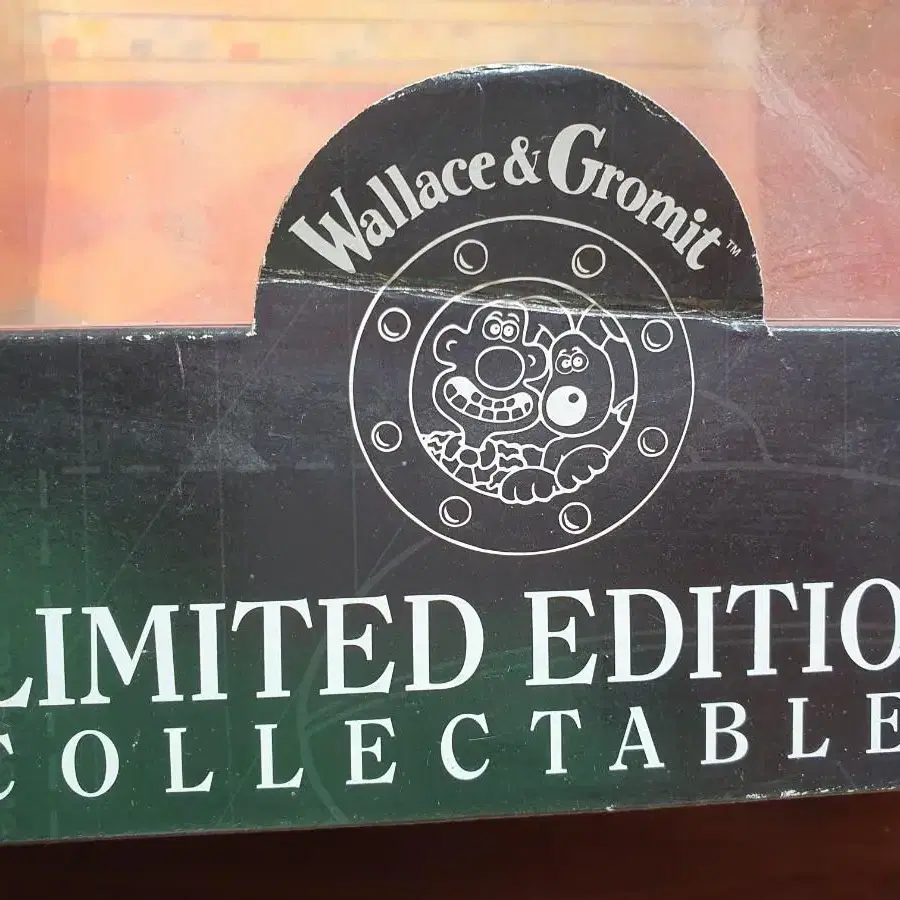 Wallace & Gromit™
LIMITED EDITIO
COLLECTABLE